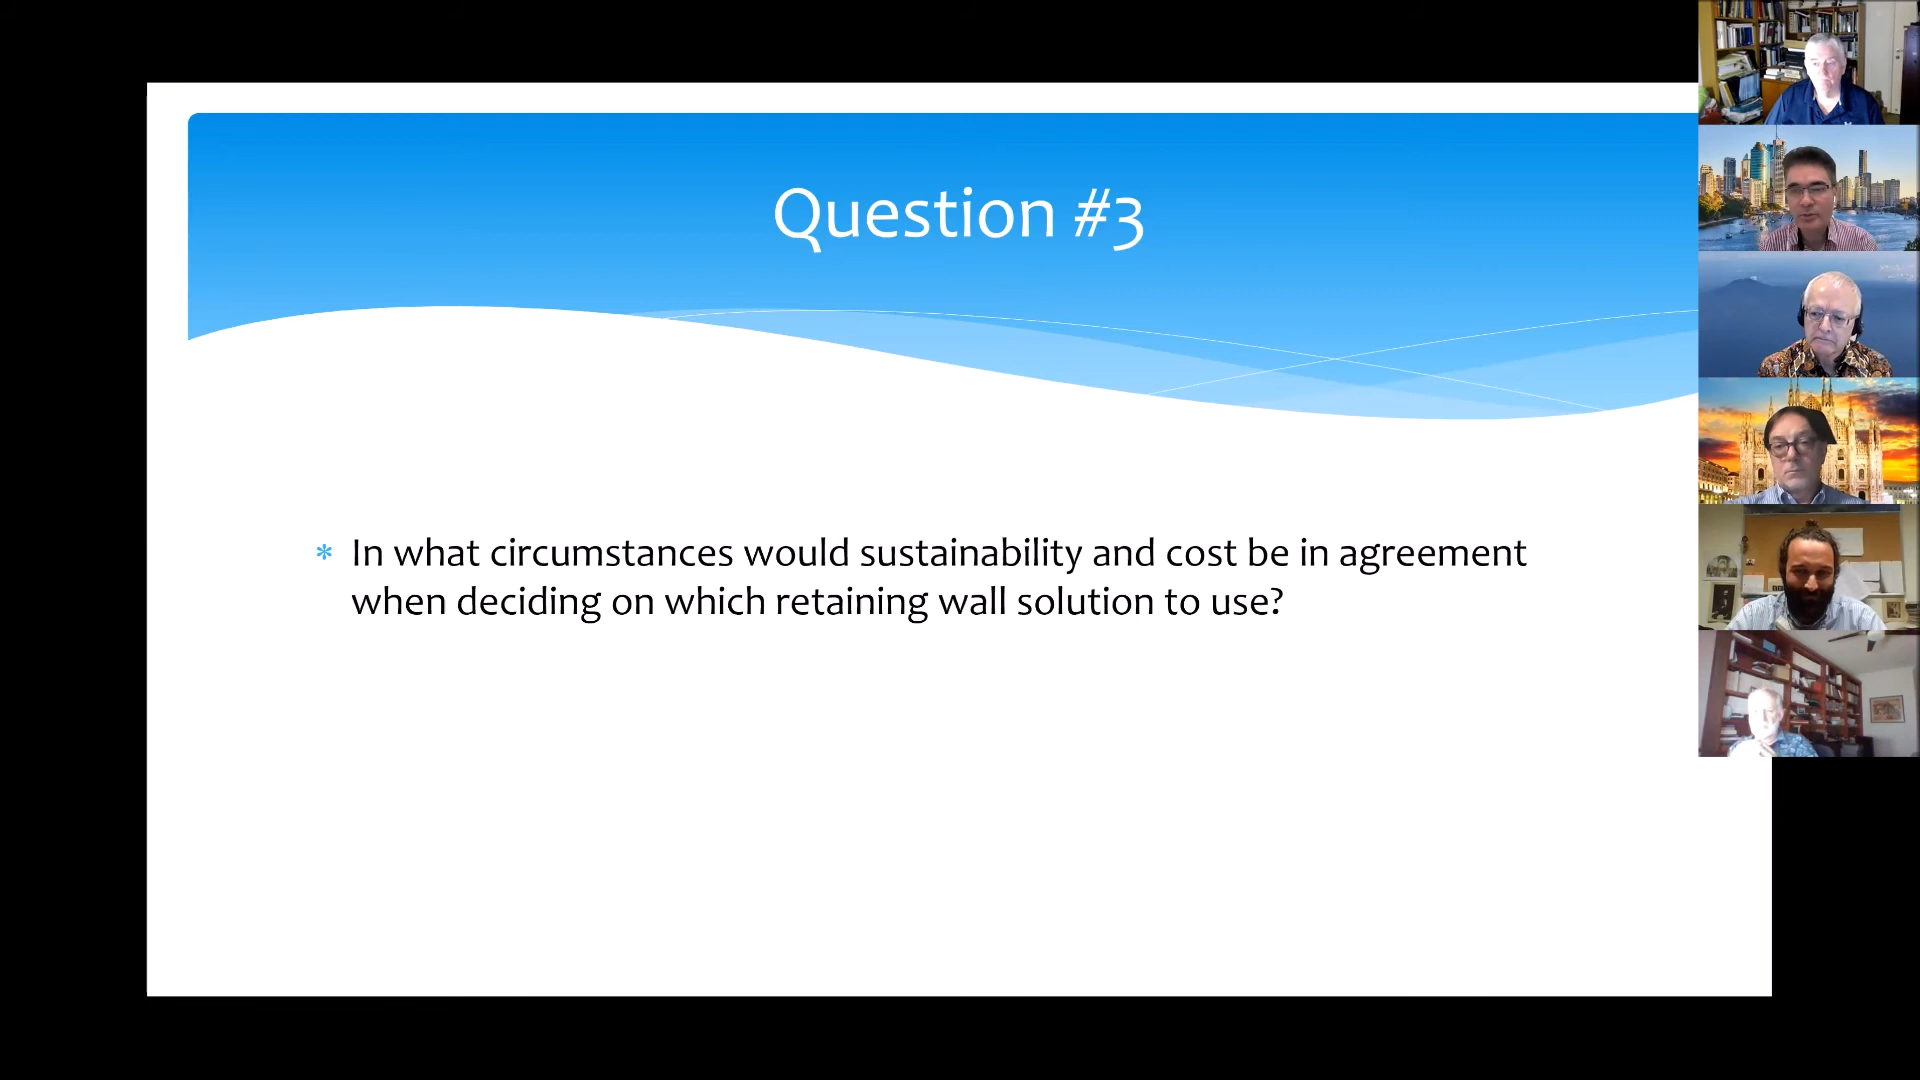 Question #3
* In what circumstances would sustainability and cost be in agreement
when deciding on which retaining wall solution to use?